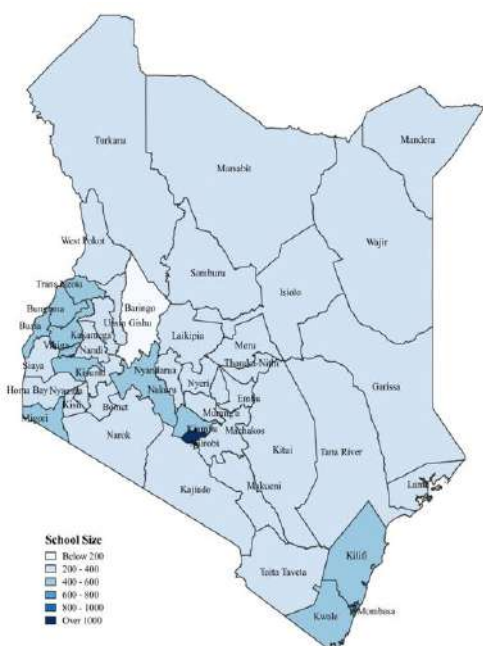 Turkana
Mandera
Marsabit
Wajir
West Pokot
Samburu
Isiolo
Trans Nzoia
Baringo
Bungoma
Uasin Gishu
Busia
Kakamega
Laikipia
Meru
Vihiga
Nandi
Tharaka-Nithi
Siaya
Kisumu
Nyandarua
Garissa
Nyeri
Embu
Homa Bay
Nyamira
Nakuru
Kisii
Bomet
Murang'a
Migori
Kiambu
Machakos
Narok
Nairobi
Kitui
Tana River
Kajiado
Makueni
Lamu
School Size
Below 200
200 - 400
400 - 600
600 - 800
800 - 1000
Over 1000
Kilifi
Taita Taveta
Kwale
Mombasa